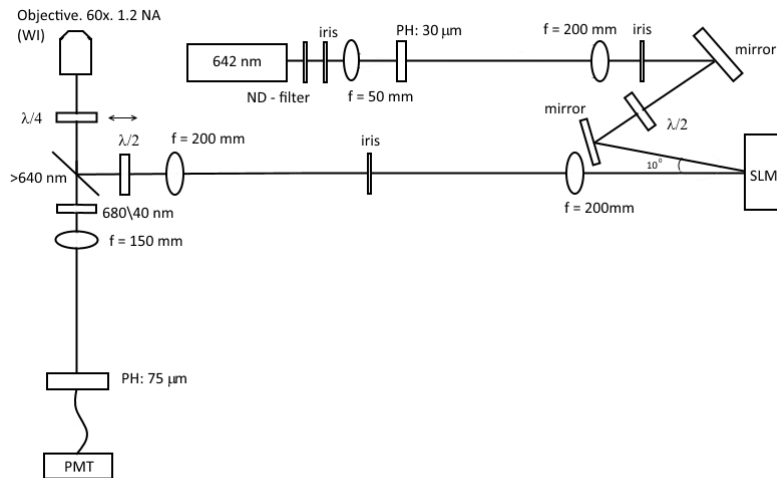 Objective. 60x. 1.2 NA
(WI)
iris
PH: 30 μm
f = 200 mm
iris
mirror
642 nm
ND - filter
f = 50 mm
mirror
λ/4
λ/2
λ/2
f = 200 mm
iris
10°
SLM
>640 nm
f = 200mm
680\40 nm
f = 150 mm
PH: 75 μm
PMT